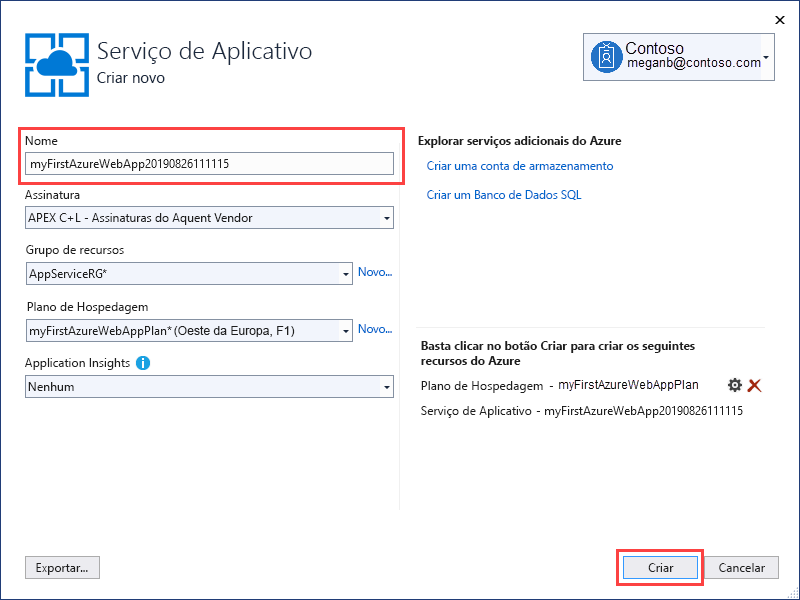 Serviço de Aplicativo
Criar novo
Contoso
meganb@contoso.com
Nome
myFirstAzureWebApp20190826111115
Assinatura
APEX C+L - Assinaturas do Aquent Vendor
Grupo de recursos
AppServiceRG*
Novo...
Plano de Hospedagem
myFirstAzureWebAppPlan* (Oeste da Europa, F1)
Novo...
Application Insights
Nenhum
Explorar serviços adicionais do Azure
Criar uma conta de armazenamento
Criar um Banco de Dados SQL
Basta clicar no botão Criar para criar os seguintes
recursos do Azure
Plano de Hospedagem - myFirstAzureWebAppPlan
Serviço de Aplicativo - myFirstAzureWebApp20190826111115
Exportar...
Criar
Cancelar